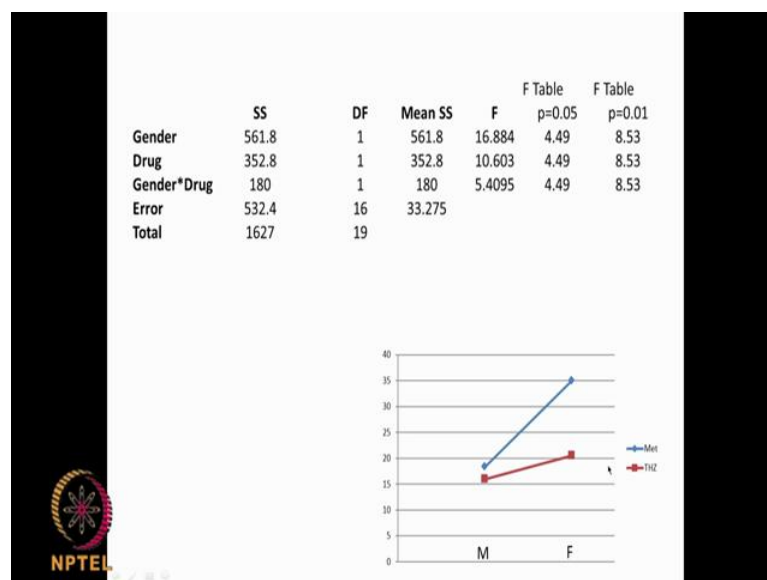 F Table F Table
SS DF Mean SS F p=0.05 p=0.01
Gender 561.8 1 561.8 16.884 4.49 8.53
Drug 352.8 1 352.8 10.603 4.49 8.53
Gender*Drug 180 1 180 5.4095 4.49 8.53
Error 532.4 16 33.275
Total 1627 19
40
35
30
25
20
15
10
5
0
M F
Met
THZ
NPTEL